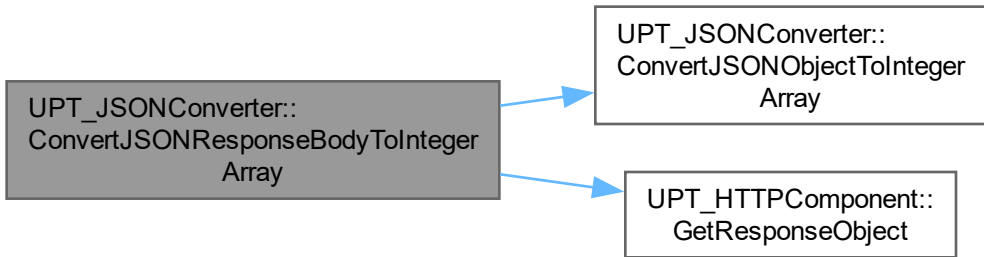 UPT_JSONConverter::
ConvertJSONResponseBodyToInteger
Array
UPT_JSONConverter::
ConvertJSONObjectToInteger
Array
UPT_HTTPComponent::
GetResponseObject